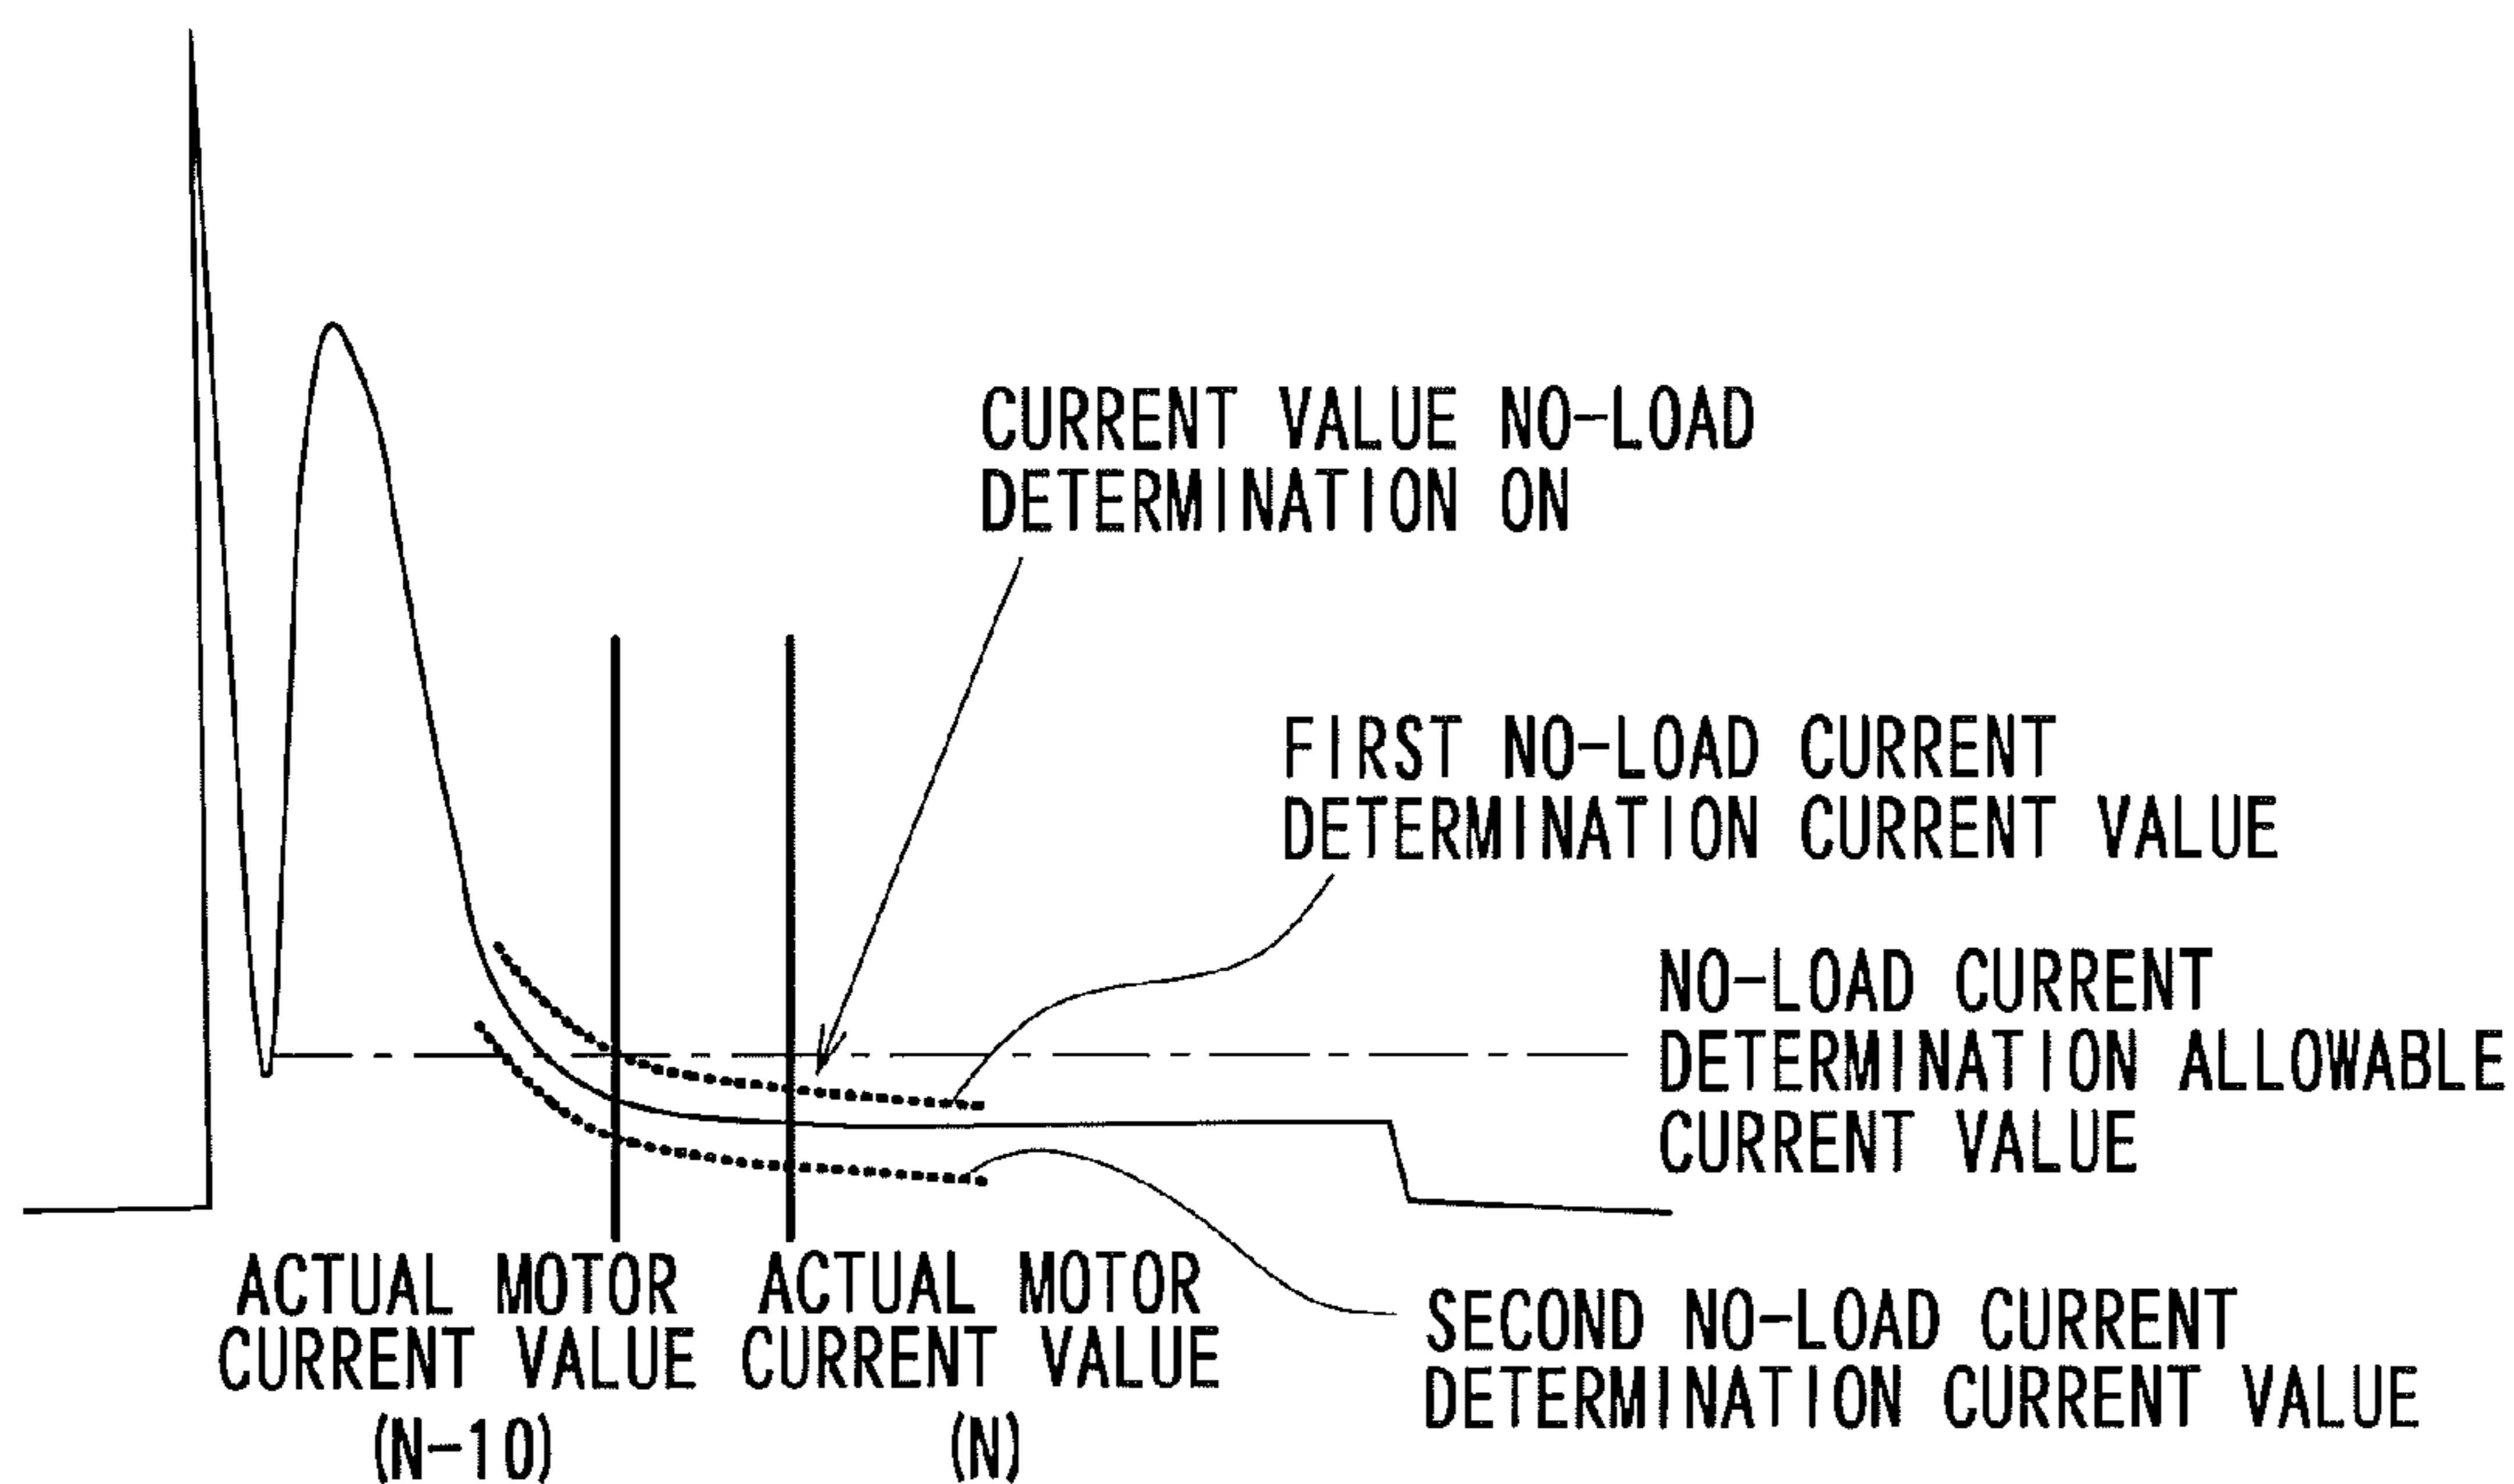 CURRENT VALUE NO-LOAD
DETERMINATION ON
FIRST NO-LOAD CURRENT
DETERMINATION CURRENT VALUE
NO-LOAD CURRENT
DETERMINATION ALLOWABLE
CURRENT VALUE
ACTUAL MOTOR
CURRENT VALUE
(N-10)
ACTUAL MOTOR
CURRENT VALUE
(N)
SECOND NO-LOAD CURRENT
DETERMINATION CURRENT VALUE